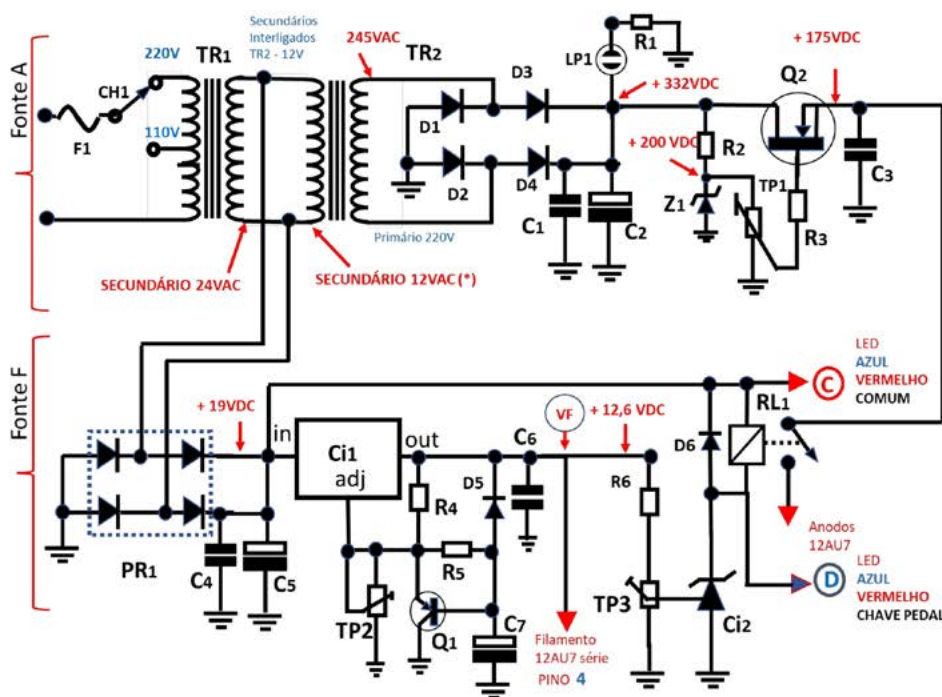 Fonte A
220V
CH1
110V
F1
TR1
Secundários
Interligados
TR2 - 12V
245VAC
TR2
SECUNDÁRIO 24VAC
SECUNDÁRIO 12VAC (*)
Primário 220V
D1
D3
D2
D4
C1
C2
LP1
R1
+ 332VDC
+ 200 VDC
R2
Z1
TP1
R3
Q2
+ 175VDC
C3
Fonte F
PR1
+ 19VDC
C4
C5
in
Ci1
out
adj
R4
R5
TP2
Q1
D5
C6
C7
VF
+ 12,6 VDC
Filamento
12AU7 série
PINO 4
R6
TP3
D6
Ci2
RL1
C
LED
AZUL
VERMELHO
COMUM
Anodos
12AU7
D
LED
AZUL
VERMELHO
CHAVE PEDAL